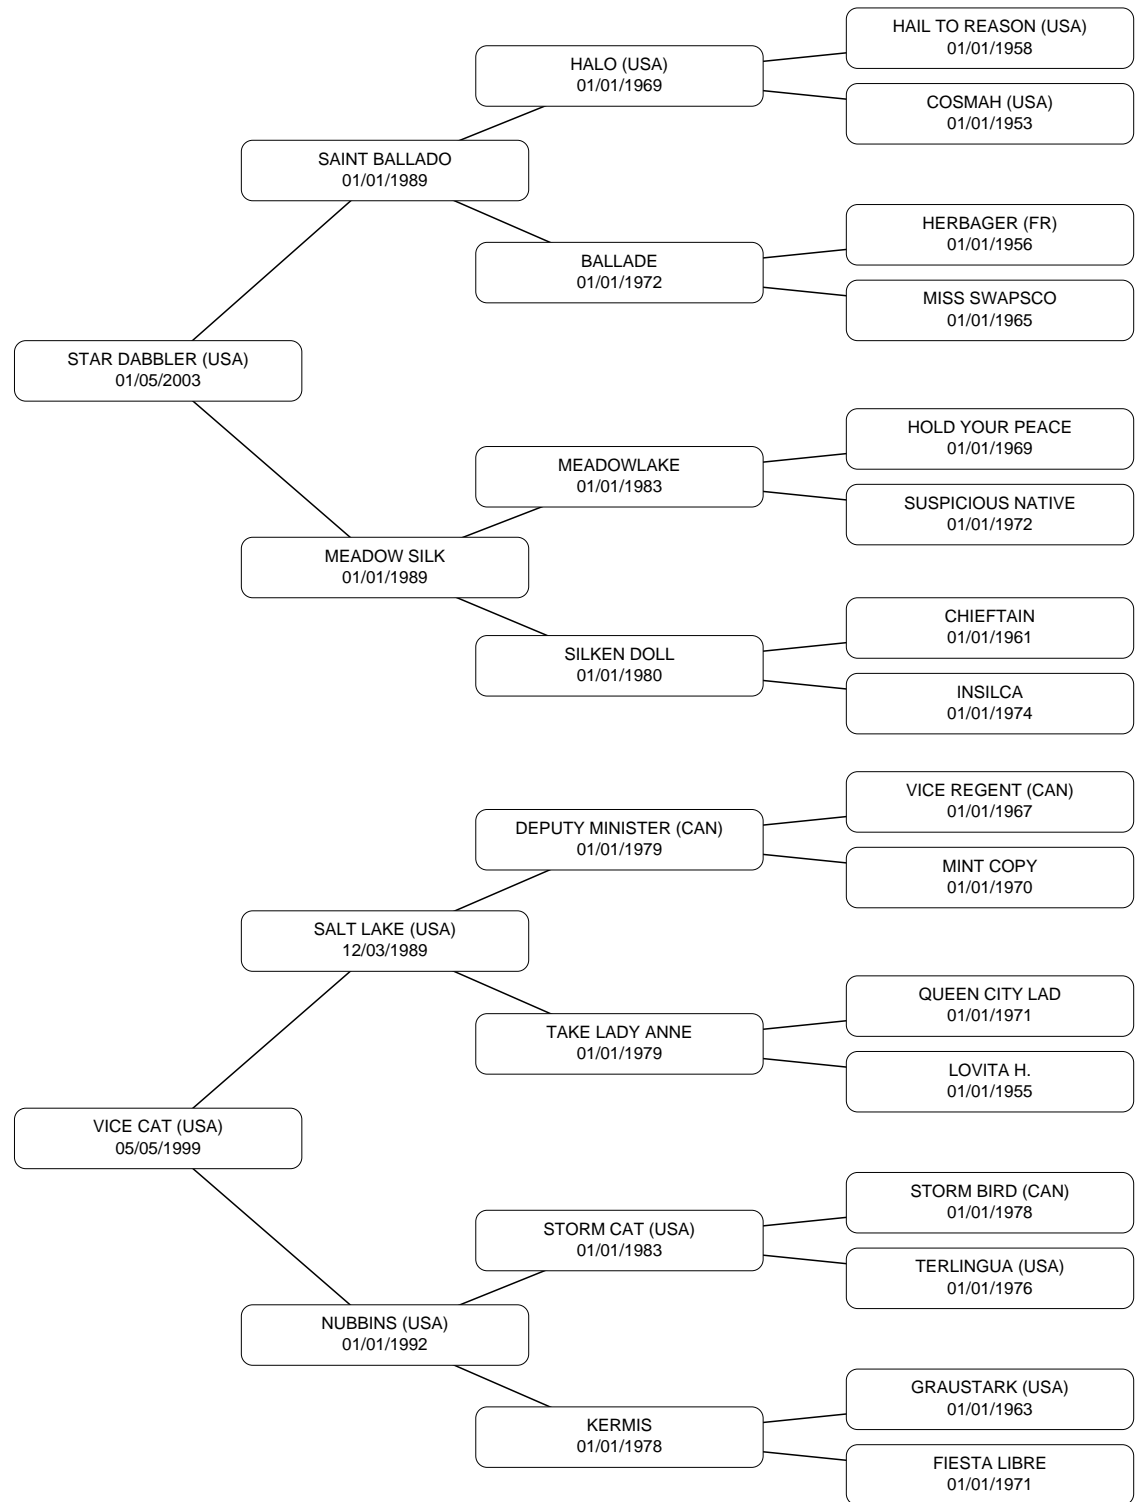 HAIL TO REASON (USA)
01/01/1958
HALO (USA)
01/01/1969
COSMAH (USA)
01/01/1953
SAINT BALLADO
01/01/1989
HERBAGER (FR)
01/01/1956
BALLADE
01/01/1972
MISS SWAPSCO
01/01/1965
STAR DABBLER (USA)
01/05/2003
HOLD YOUR PEACE
01/01/1969
MEADOWLAKE
01/01/1983
SUSPICIOUS NATIVE
01/01/1972
MEADOW SILK
01/01/1989
CHIEFTAIN
01/01/1961
SILKEN DOLL
01/01/1980
INSILCA
01/01/1974
VICE REGENT (CAN)
01/01/1967
DEPUTY MINISTER (CAN)
01/01/1979
MINT COPY
01/01/1970
SALT LAKE (USA)
12/03/1989
QUEEN CITY LAD
01/01/1971
TAKE LADY ANNE
01/01/1979
LOVITA H.
01/01/1955
VICE CAT (USA)
05/05/1999
STORM BIRD (CAN)
01/01/1978
STORM CAT (USA)
01/01/1983
TERLINGUA (USA)
01/01/1976
NUBBINS (USA)
01/01/1992
GRAUSTARK (USA)
01/01/1963
KERMIS
01/01/1978
FIESTA LIBRE
01/01/1971